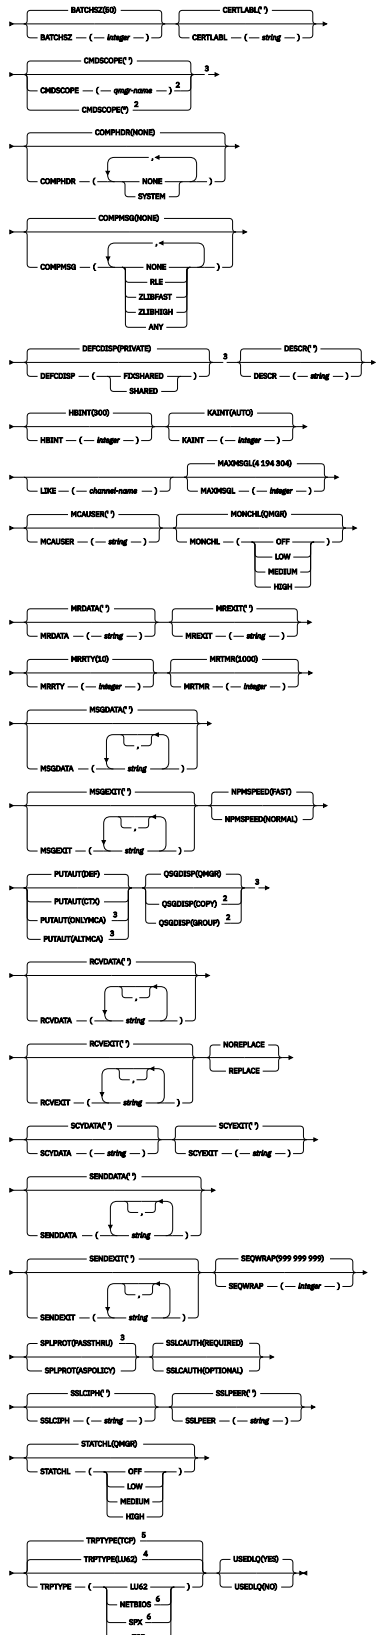 BATCHSZ(50) CERTLABL(' ')
BATCHSZ ( integer ) CERTLABL ( string )
CMDSCOPE(' ') 3
CMDSCOPE ( qmgr-name ) 2
CMDSCOPE(*) 2
COMPHDR(NONE)
,
COMPHDR ( NONE )
SYSTEM
COMPMSG(NONE)
,
COMPMSG ( NONE )
RLE
ZLIBFAST
ZLIBHIGH
ANY
DEFCDISP(PRIVATE) 3 DESCR(' ')
DEFCDISP ( FIXSHARED ) DESCR ( string )
SHARED
HBINT(300) KAINT(AUTO)
HBINT ( integer ) KAINT ( integer )
MAXMSGL(4 194 304)
LIKE ( channel-name ) MAXMSGL ( integer )
MCAUSER(' ') MONCHL(QMGR)
MCAUSER ( string ) MONCHL ( OFF )
LOW
MEDIUM
HIGH
MRDATA(' ') MREXIT(' ')
MRDATA ( string ) MREXIT ( string )
MRRTY(10) MRTMR(1000)
MRRTY ( integer ) MRTMR ( integer )
MSGDATA(' ')
,
MSGDATA ( string )
MSGEXIT(' ') NPMSPEED(FAST)
, NPMSPEED(NORMAL)
MSGEXIT ( string )
PUTAUT(DEF) QSGDISP(QMGR) 3
PUTAUT(CTX) QSGDISP(COPY) 2
PUTAUT(ONLYMCA) 3 QSGDISP(GROUP) 2
PUTAUT(ALTMCA) 3
RCVDATA(' ')
,
RCVDATA ( string )
RCVEXIT(' ') NOREPLACE
, REPLACE
RCVEXIT ( string )
SCYDATA(' ') SCYEXIT(' ')
SCYDATA ( string ) SCYEXIT ( string )
SENDDATA(' ')
,
SENDDATA ( string )
SENDEXIT(' ') SEQWRAP(999 999 999)
, SEQWRAP ( integer )
SENDEXIT ( string )
SPLPROT(PASSTHRU) 3 SSLCAUTH(REQUIRED)
SPLPROT(ASPOLICY) SSLCAUTH(OPTIONAL)
SSLCIPH(' ') SSLPEER(' ')
SSLCIPH ( string ) SSLPEER ( string )
STATCHL(QMGR)
STATCHL ( OFF )
LOW
MEDIUM
HIGH
TRPTYPE(TCP) 5
TRPTYPE(LU62) 4 USEDLQ(YES)
TRPTYPE ( LU62 ) USEDLQ(NO)
NETBIOS 6
SPX 6